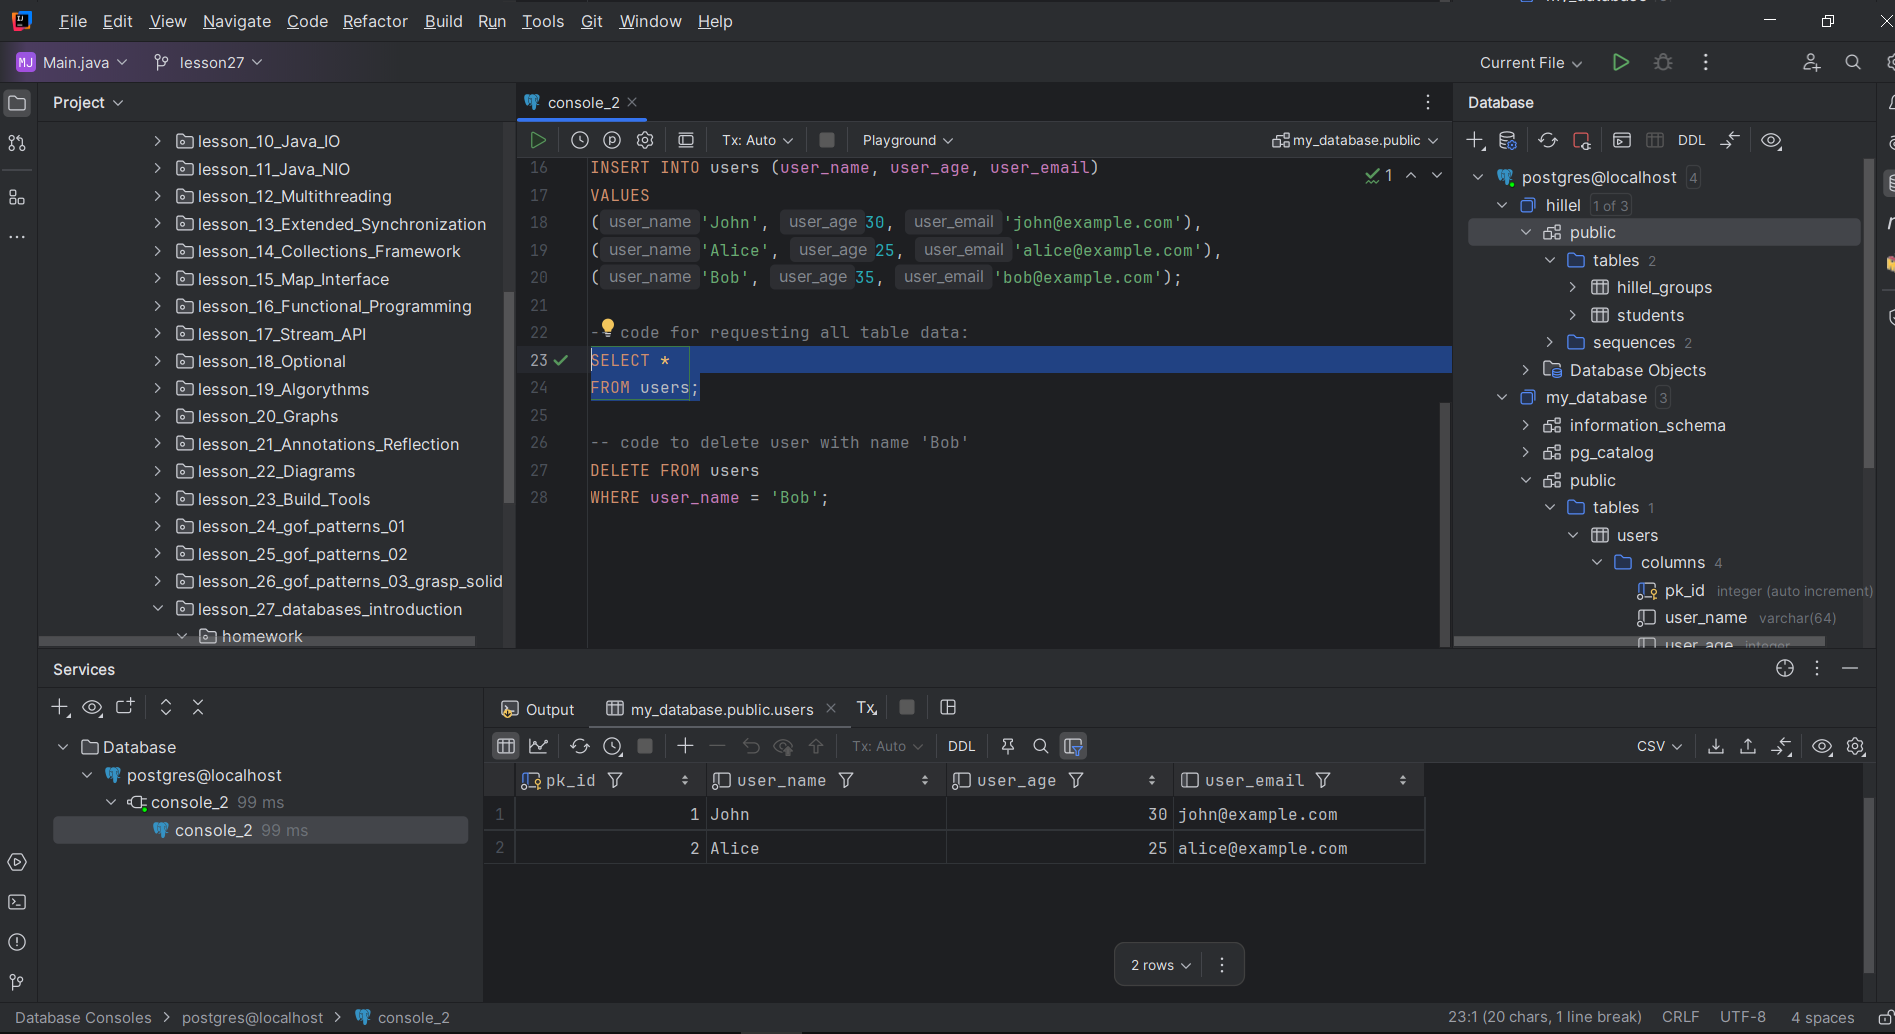 File Edit View Navigate Code Refactor Build Run Tools Git Window Help
MJ Main.java lesson27 Current File
Project
lesson_10_Java_IO
lesson_11_Java_NIO
lesson_12_Multithreading
lesson_13_Extended_Synchronization
lesson_14_Collections_Framework
lesson_15_Map_Interface
lesson_16_Functional_Programming
lesson_17_Stream_API
lesson_18_Optional
lesson_19_Algorythms
lesson_20_Graphs
lesson_21_Annotations_Reflection
lesson_22_Diagrams
lesson_23_Build_Tools
lesson_24_gof_patterns_01
lesson_25_gof_patterns_02
lesson_26_gof_patterns_03_grasp_solid
lesson_27_databases_introduction
homework
console_2
Tx: Auto Playground my_database.public
16 INSERT INTO users (user_name, user_age, user_email)
17 VALUES
18 ( user_name 'John', user_age 30, user_email 'john@example.com'),
19 ( user_name 'Alice', user_age 25, user_email 'alice@example.com'),
20 ( user_name 'Bob', user_age 35, user_email 'bob@example.com');
21
22 -- code for requesting all table data:
23 SELECT *
24 FROM users;
25
26 -- code to delete user with name 'Bob'
27 DELETE FROM users
28 WHERE user_name = 'Bob';
1
Database
DDL
postgres@localhost 4
hillel 1 of 3
public
tables 2
hillel_groups
students
sequences 2
Database Objects
my_database 3
information_schema
pg_catalog
public
tables 1
users
columns 4
pk_id integer (auto increment)
user_name varchar(64)
user_age integer
Services
Database
postgres@localhost
console_2 99 ms
console_2 99 ms
Output my_database.public.users Tx
Tx: Auto DDL CSV
pk_id user_name user_age user_email
1 1 John 30 john@example.com
2 2 Alice 25 alice@example.com
2 rows
Database Consoles > postgres@localhost > console_2
23:1 (20 chars, 1 line break) CRLF UTF-8 4 spaces